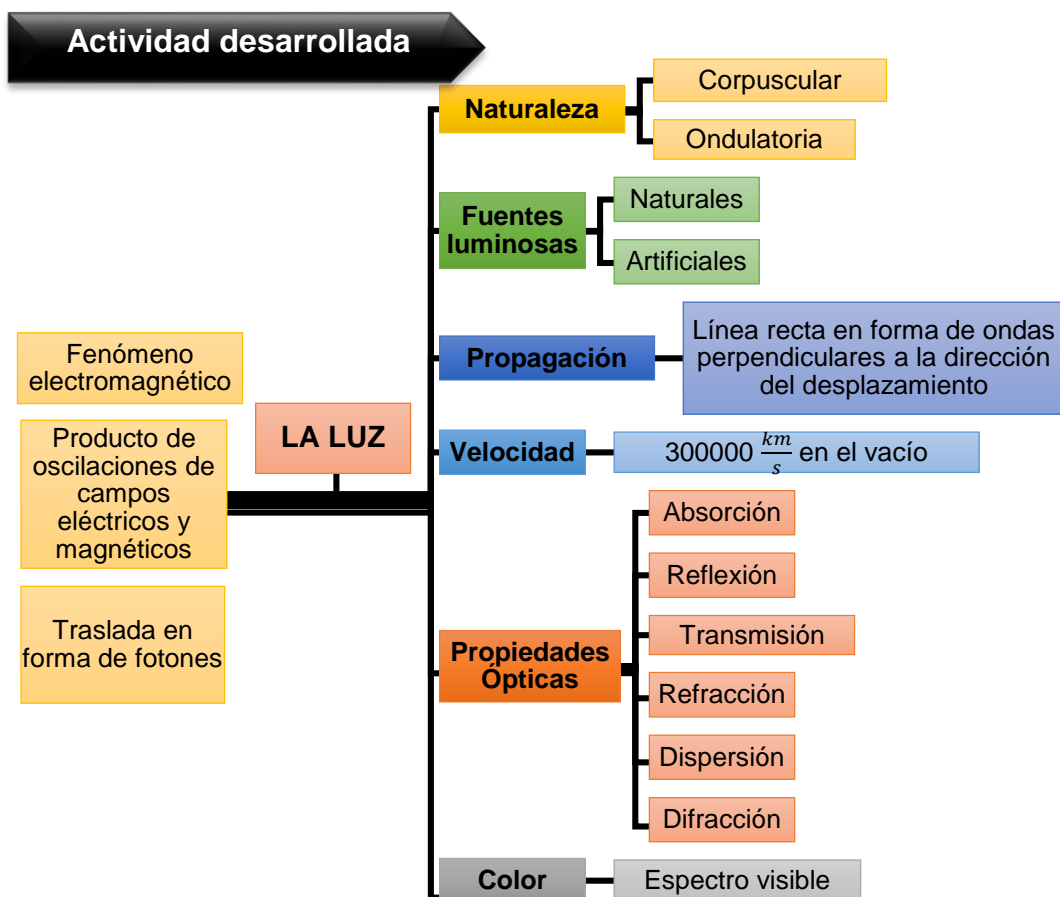 Actividad desarrollada
Fenómeno
electromagnético
Producto de
oscilaciones de
campos
eléctricos y
magnéticos
Traslada en
forma de fotones
LA LUZ
Naturaleza
Corpuscular
Ondulatoria
Fuentes
luminosas
Naturales
Artificiales
Propagación
Línea recta en forma de ondas
perpendiculares a la dirección
del desplazamiento
Velocidad
300000 km/s en el vacío
Propiedades
Ópticas
Absorción
Reflexión
Transmisión
Refracción
Dispersión
Difracción
Color
Espectro visible